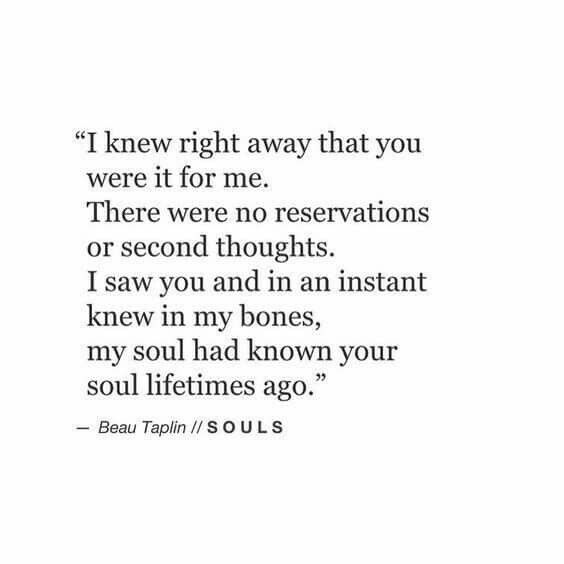 “I knew right away that you
were it for me.
There were no reservations
or second thoughts.
I saw you and in an instant
knew in my bones,
my soul had known your
soul lifetimes ago.”
— Beau Taplin // S O U L S